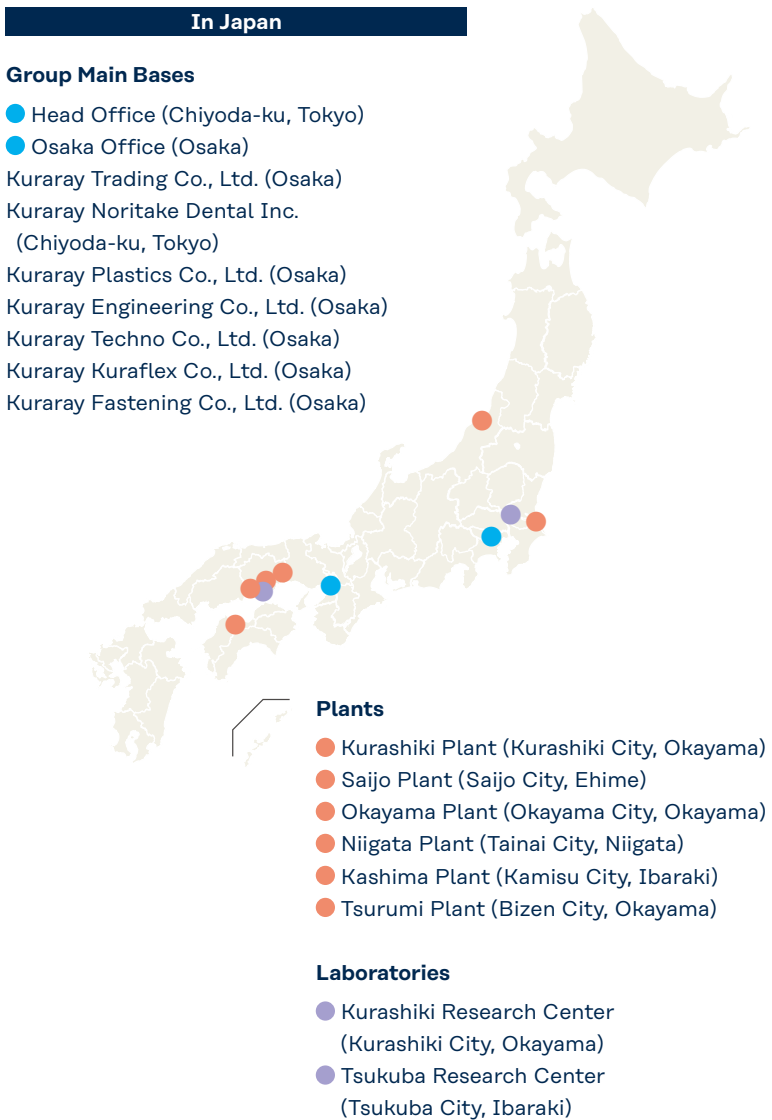 In Japan
Group Main Bases
Head Office (Chiyoda-ku, Tokyo)
Osaka Office (Osaka)
Kuraray Trading Co., Ltd. (Osaka)
Kuraray Noritake Dental Inc.
(Chiyoda-ku, Tokyo)
Kuraray Plastics Co., Ltd. (Osaka)
Kuraray Engineering Co., Ltd. (Osaka)
Kuraray Techno Co., Ltd. (Osaka)
Kuraray Kuraflex Co., Ltd. (Osaka)
Kuraray Fastening Co., Ltd. (Osaka)
Plants
Kurashiki Plant (Kurashiki City, Okayama)
Saijo Plant (Saijo City, Ehime)
Okayama Plant (Okayama City, Okayama)
Niigata Plant (Tainai City, Niigata)
Kashima Plant (Kamisu City, Ibaraki)
Tsurumi Plant (Bizen City, Okayama)
Laboratories
Kurashiki Research Center
(Kurashiki City, Okayama)
Tsukuba Research Center
(Tsukuba City, Ibaraki)